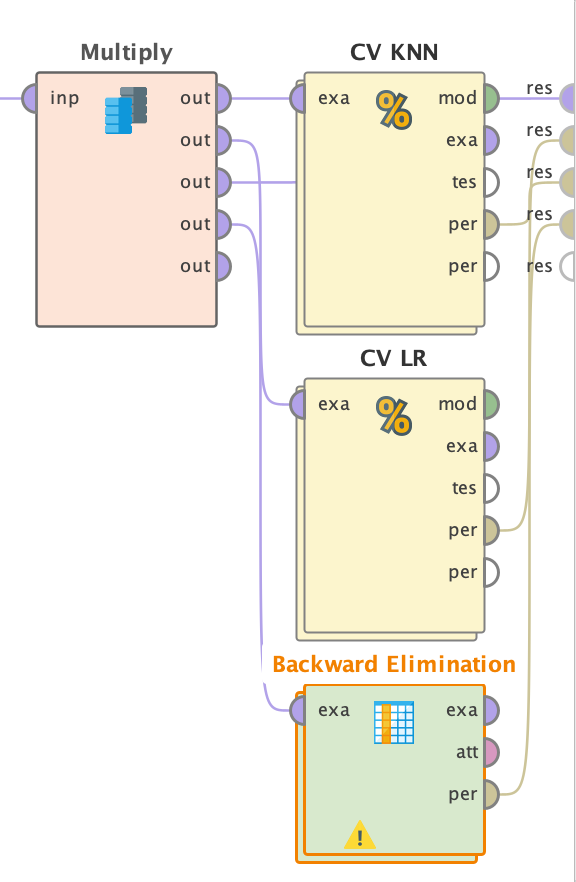 Multiply
inp
out
out
out
out
out
CV KNN
exa
mod
exa
tes
per
per
res
res
res
res
res
CV LR
exa
mod
exa
tes
per
per
Backward Elimination
exa
exa
att
per